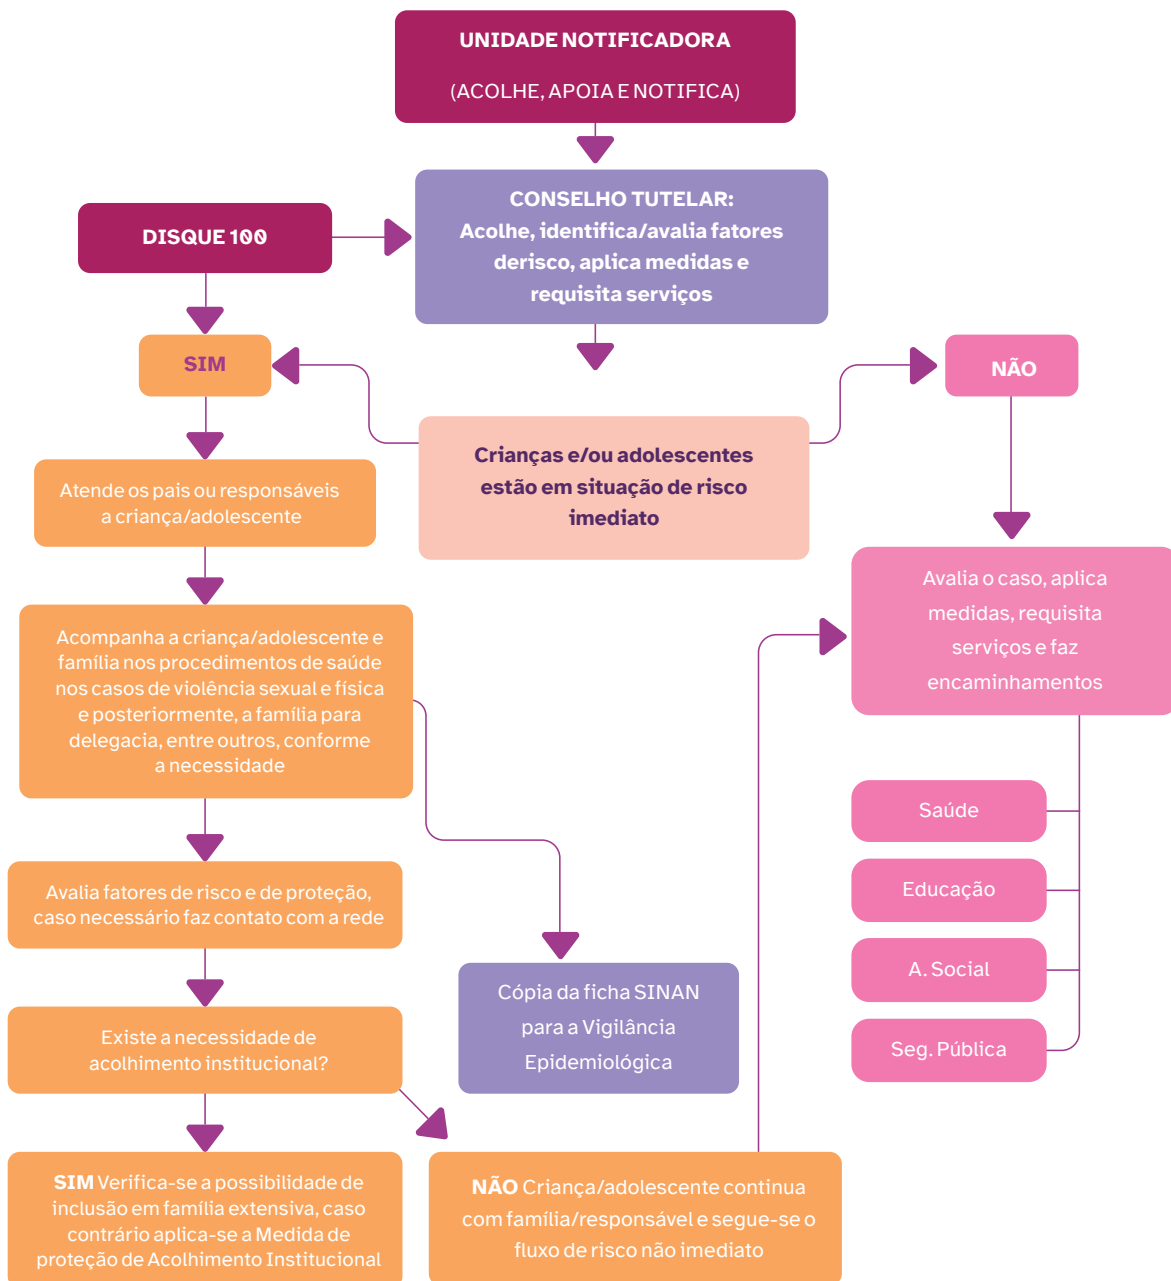 UNIDADE NOTIFICADORA
(ACOLHE, APOIA E NOTIFICA)
DISQUE 100
CONSELHO TUTELAR:
Acolhe, identifica/avalia fatores
derisco, aplica medidas e
requisita serviços
SIM
NÃO
Crianças e/ou adolescentes
estão em situação de risco
imediato
Atende os pais ou responsáveis
a criança/adolescente
Acompanha a criança/adolescente e
família nos procedimentos de saúde
nos casos de violência sexual e física
e posteriormente, a família para
delegacia, entre outros, conforme
a necessidade
Avalia o caso, aplica
medidas, requisita
serviços e faz
encaminhamentos
Saúde
Educação
A. Social
Seg. Pública
Avalia fatores de risco e de proteção,
caso necessário faz contato com a rede
Cópia da ficha SINAN
para a Vigilância
Epidemiológica
Existe a necessidade de
acolhimento institucional?
SIM Verifica-se a possibilidade de
inclusão em família extensiva, caso
contrário aplica-se a Medida de
proteção de Acolhimento Institucional
NÃO Criança/adolescente continua
com família/responsável e segue-se o
fluxo de risco não imediato